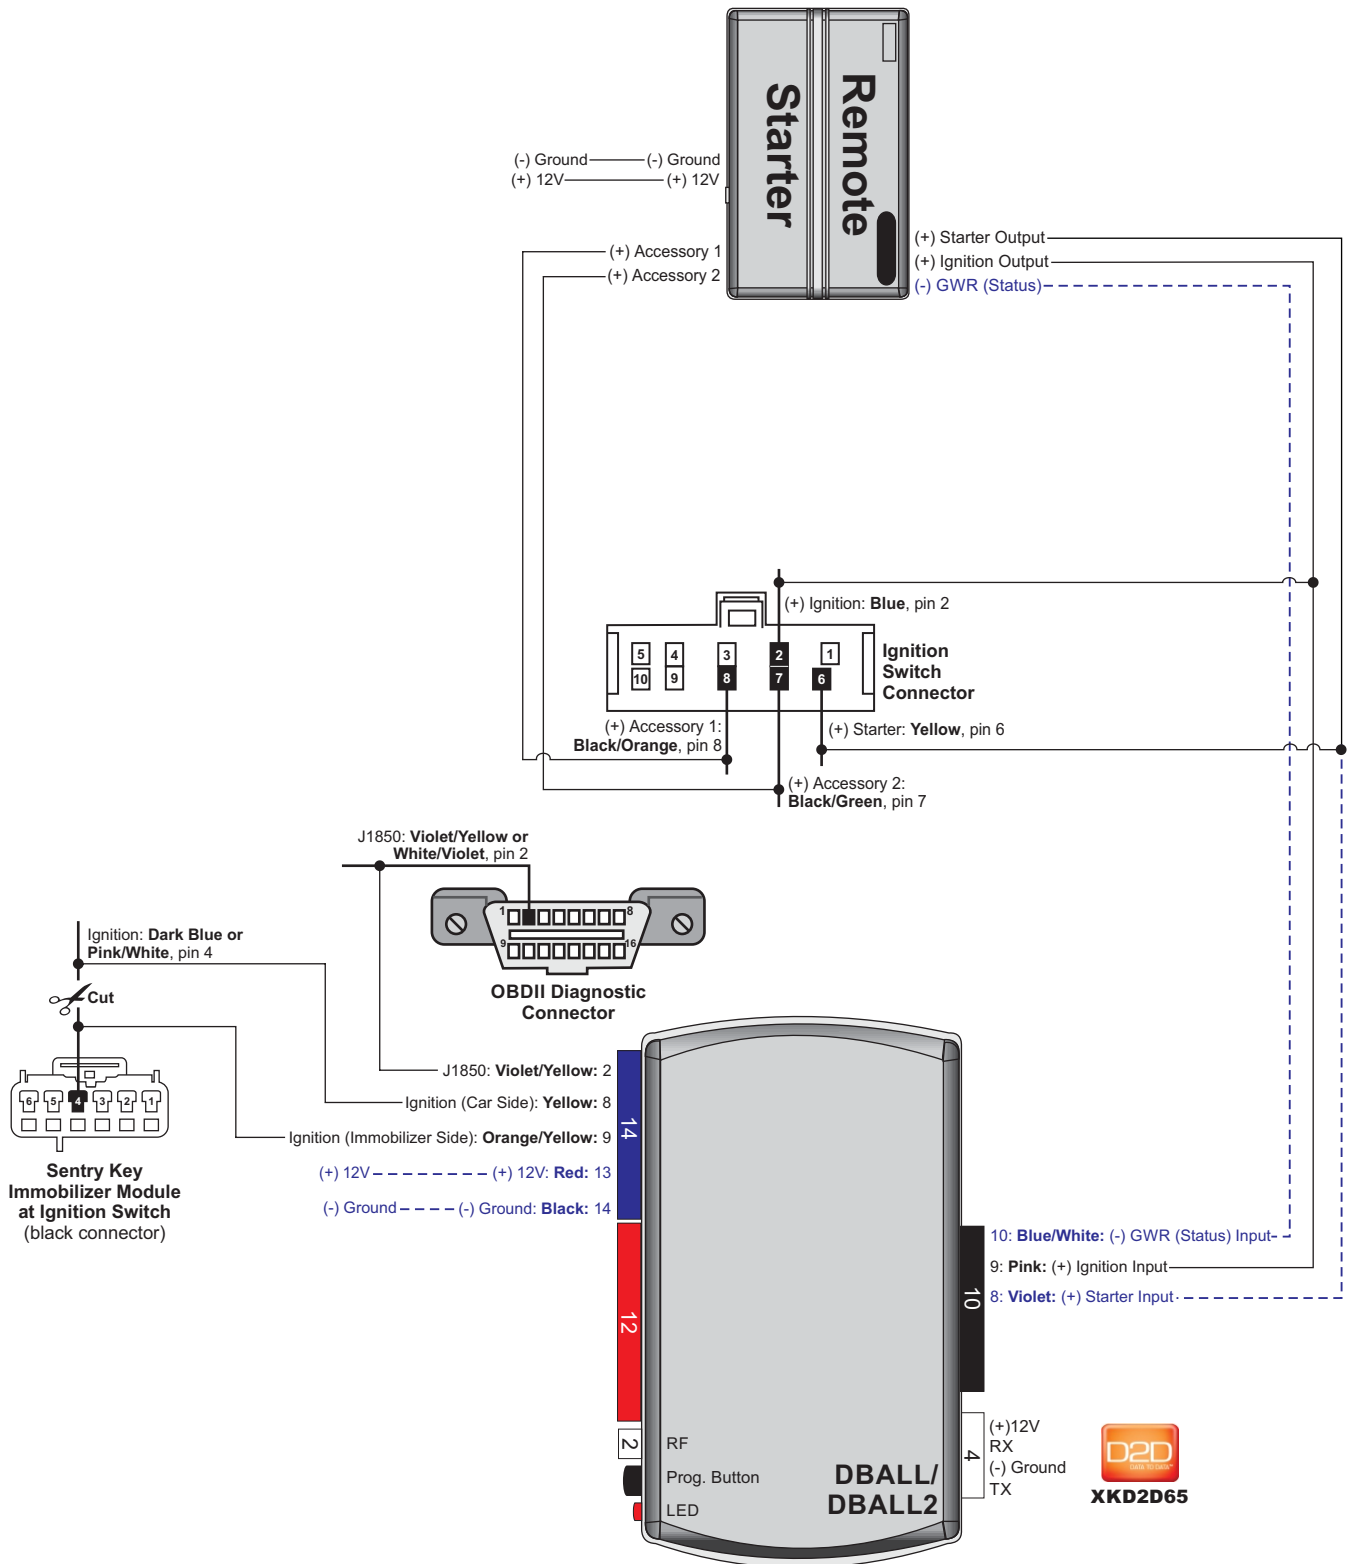 Remote
Starter
(-) Ground (-) Ground
(+) 12V (+) 12V
(+) Accessory 1
(+) Accessory 2
(+) Starter Output
(+) Ignition Output
(-) GWR (Status)
(+) Ignition: Blue, pin 2
5 4 3 2 1
10 9 8 7 6
Ignition
Switch
Connector
(+) Accessory 1:
Black/Orange, pin 8
(+) Starter: Yellow, pin 6
(+) Accessory 2:
Black/Green, pin 7
J1850: Violet/Yellow or
White/Violet, pin 2
1 8
9 16
OBDII Diagnostic
Connector
Ignition: Dark Blue or
Pink/White, pin 4
Cut
6 5 4 3 2 1
Sentry Key
Immobilizer Module
at Ignition Switch
(black connector)
J1850: Violet/Yellow: 2
Ignition (Car Side): Yellow: 8
Ignition (Immobilizer Side): Orange/Yellow: 9
(+) 12V (+) 12V: Red: 13
(-) Ground (-) Ground: Black: 14
14
12
2
RF
Prog. Button
LED
DBALL/
DBALL2
10
10: Blue/White: (-) GWR (Status) Input
9: Pink: (+) Ignition Input
8: Violet: (+) Starter Input
4
(+)12V
RX
(-) Ground
TX
D2D
DATA TO DATA™
XKD2D65